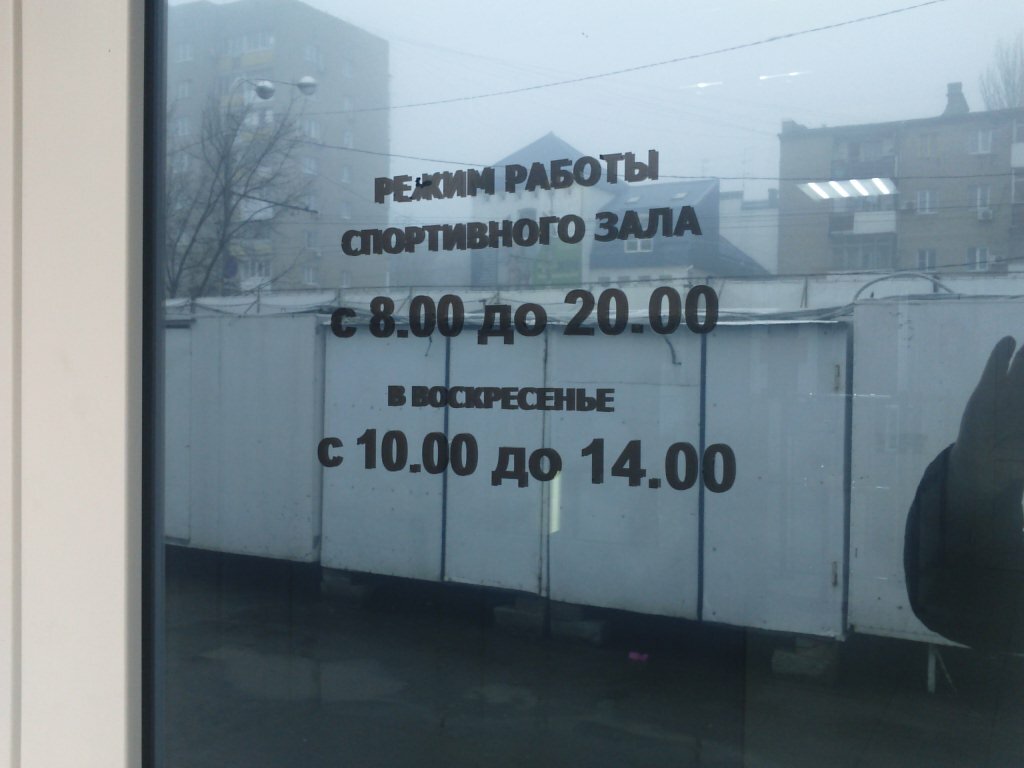 РЕЖИМ РАБОТЫ
СПОРТИВНОГО ЗАЛА
с 8.00 до 20.00
В ВОСКРЕСЕНЬЕ
с 10.00 до 14.00